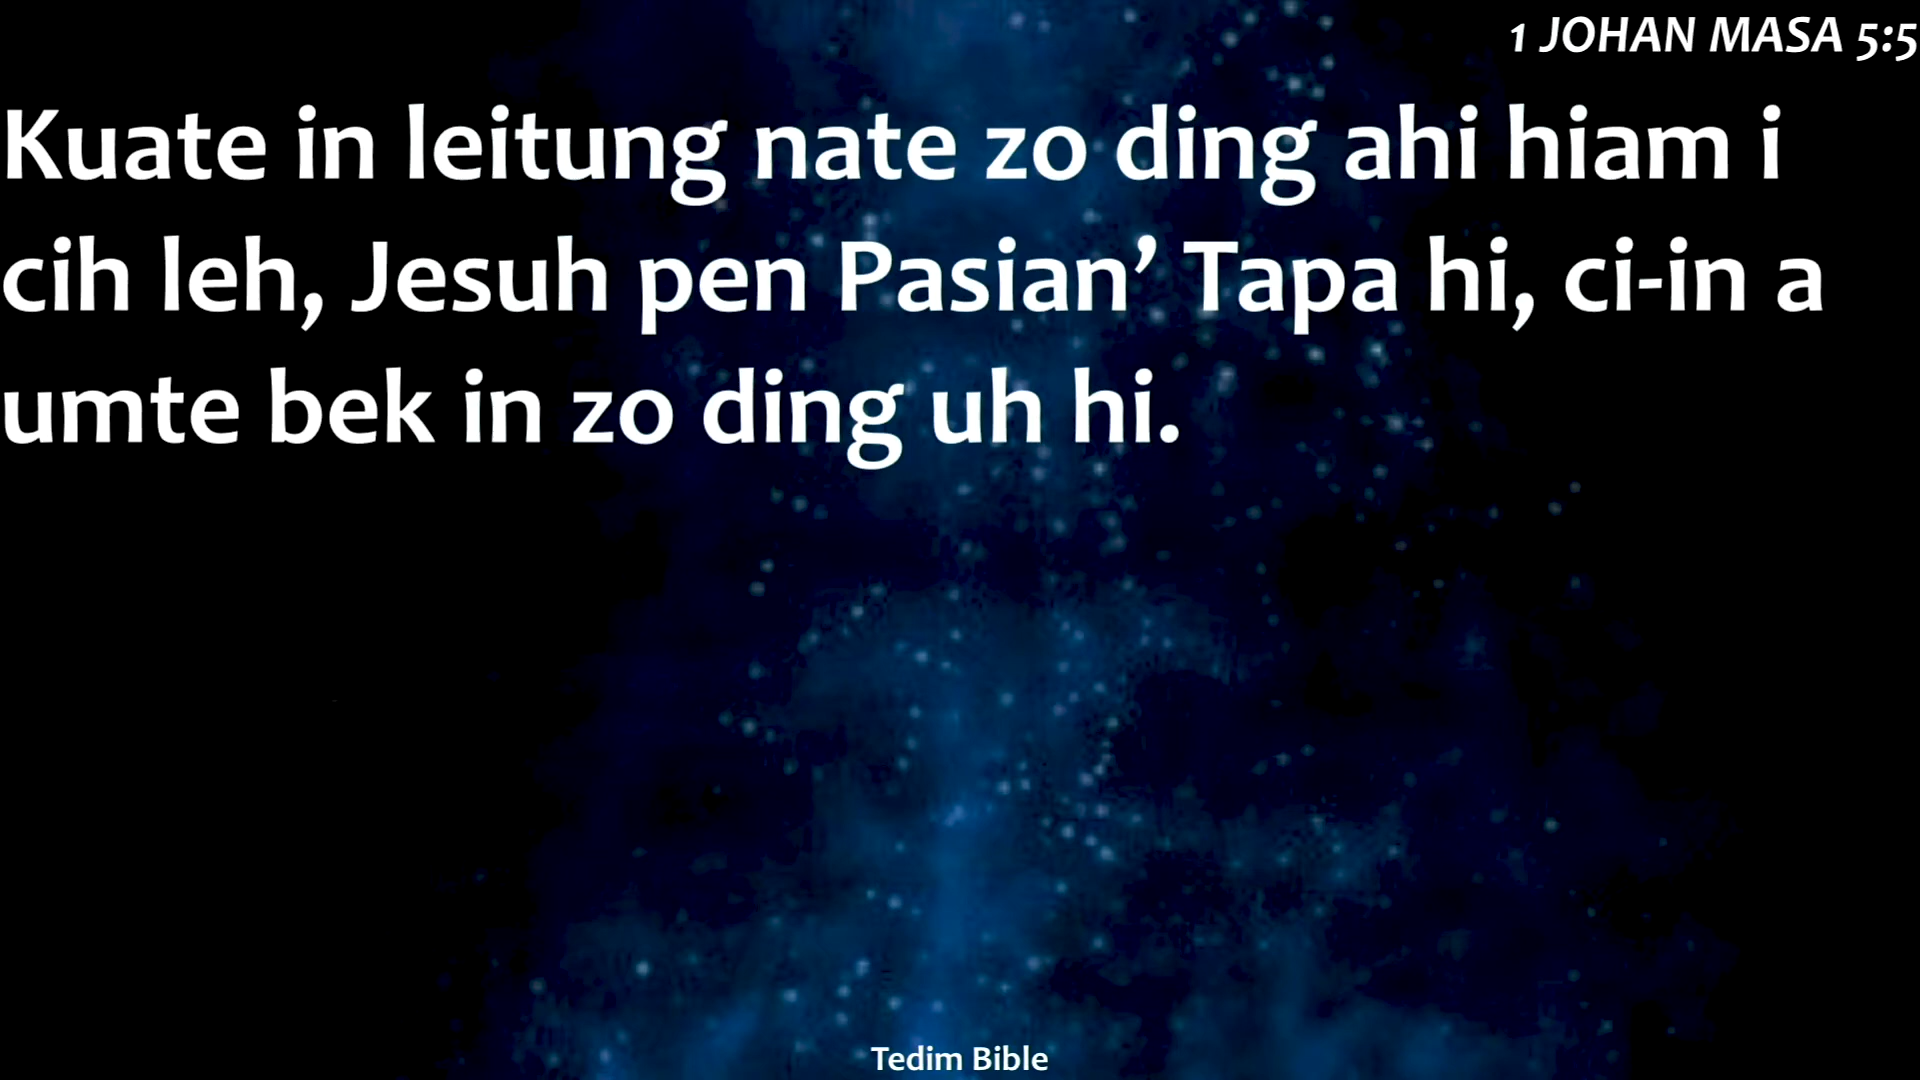 1 JOHAN MASA 5:5
Kuate in leitung nate zo ding ahi hiam i
cih leh, Jesuh pen Pasian’ Tapa hi, ci-in a
umte bek in zo ding uh hi.
Tedim Bible